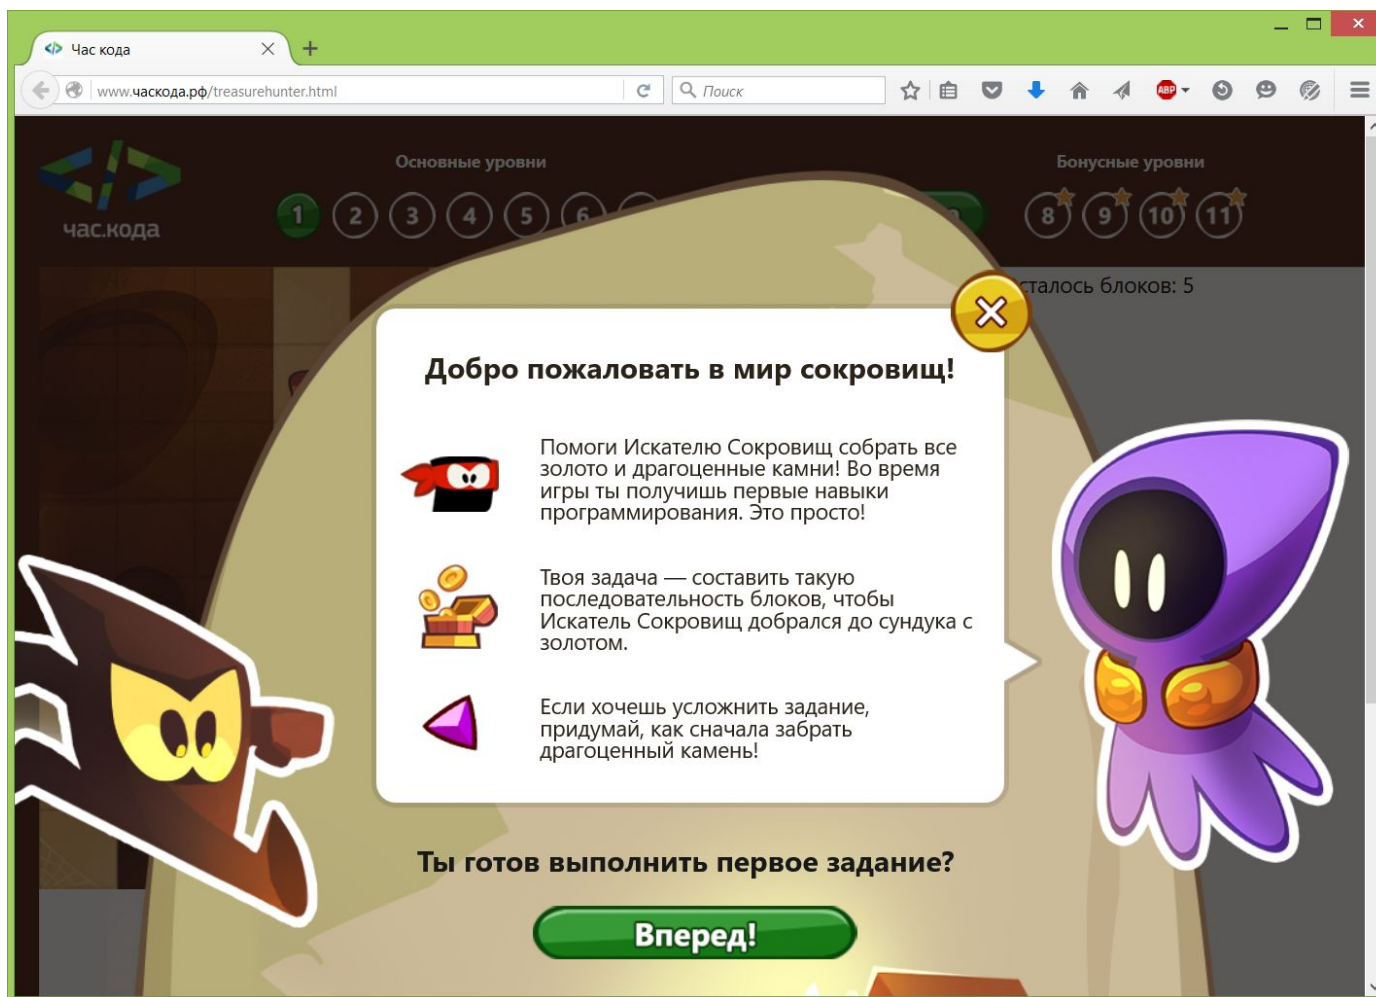 Час кода
www.часкода.рф/treasurehunter.html
Поиск
ABP
Основные уровни
Бонусные уровни
1 2 3 4 5 6
8 9 10 11
час.кода
сталось блоков: 5
Добро пожаловать в мир сокровищ!
Помоги Искателю Сокровищ собрать все
золото и драгоценные камни! Во время
игры ты получишь первые навыки
программирования. Это просто!
Твоя задача — составить такую
последовательность блоков, чтобы
Искатель Сокровищ добрался до сундука с
золотом.
Если хочешь усложнить задание,
придумай, как сначала забрать
драгоценный камень!
Ты готов выполнить первое задание?
Вперед!